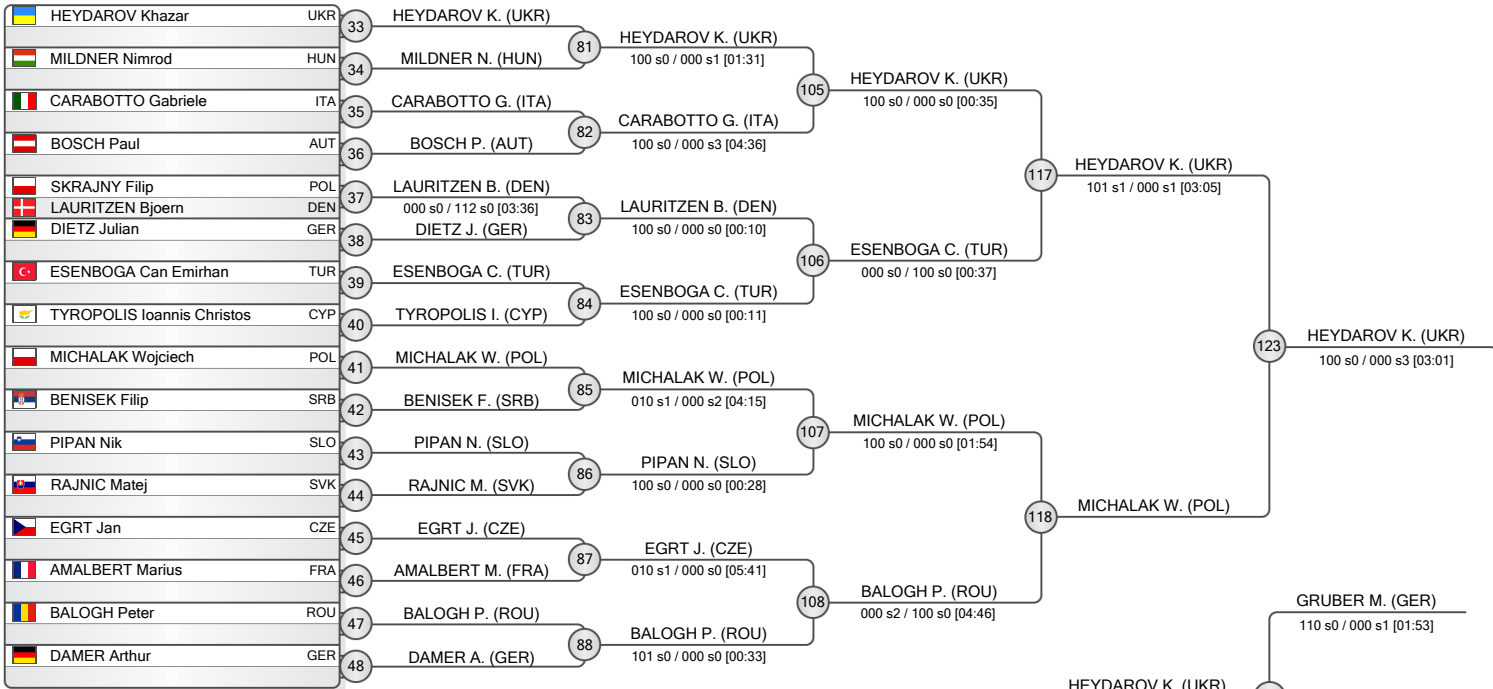 HEYDAROV Khazar UKR
MILDNER Nimrod HUN
CARABOTTO Gabriele ITA
BOSCH Paul AUT
SKRAJNY Filip POL
LAURITZEN Bjoern DEN
DIETZ Julian GER
ESENBOGA Can Emirhan TUR
TYROPOLIS Ioannis Christos CYP
MICHALAK Wojciech POL
BENISEK Filip SRB
PIPAN Nik SLO
RAJNIC Matej SVK
EGRT Jan CZE
AMALBERT Marius FRA
BALOGH Peter ROU
DAMER Arthur GER
33
34
35
36
37
38
39
40
41
42
43
44
45
46
47
48
HEYDAROV K. (UKR)
MILDNER N. (HUN)
CARABOTTO G. (ITA)
BOSCH P. (AUT)
LAURITZEN B. (DEN)
000 s0 / 112 s0 [03:36]
DIETZ J. (GER)
ESENBOGA C. (TUR)
TYROPOLIS I. (CYP)
MICHALAK W. (POL)
BENISEK F. (SRB)
PIPAN N. (SLO)
RAJNIC M. (SVK)
EGRT J. (CZE)
AMALBERT M. (FRA)
BALOGH P. (ROU)
DAMER A. (GER)
81
82
83
84
85
86
87
88
HEYDAROV K. (UKR)
100 s0 / 000 s1 [01:31]
CARABOTTO G. (ITA)
100 s0 / 000 s3 [04:36]
LAURITZEN B. (DEN)
100 s0 / 000 s0 [00:10]
ESENBOGA C. (TUR)
100 s0 / 000 s0 [00:11]
MICHALAK W. (POL)
010 s1 / 000 s2 [04:15]
PIPAN N. (SLO)
100 s0 / 000 s0 [00:28]
EGRT J. (CZE)
010 s1 / 000 s0 [05:41]
BALOGH P. (ROU)
101 s0 / 000 s0 [00:33]
105
106
107
108
HEYDAROV K. (UKR)
100 s0 / 000 s0 [00:35]
ESENBOGA C. (TUR)
000 s0 / 100 s0 [00:37]
MICHALAK W. (POL)
100 s0 / 000 s0 [01:54]
BALOGH P. (ROU)
000 s2 / 100 s0 [04:46]
117
118
HEYDAROV K. (UKR)
101 s1 / 000 s1 [03:05]
MICHALAK W. (POL)
123
HEYDAROV K. (UKR)
100 s0 / 000 s3 [03:01]
GRUBER M. (GER)
110 s0 / 000 s1 [01:53]
HEYDAROV K. (UKR)